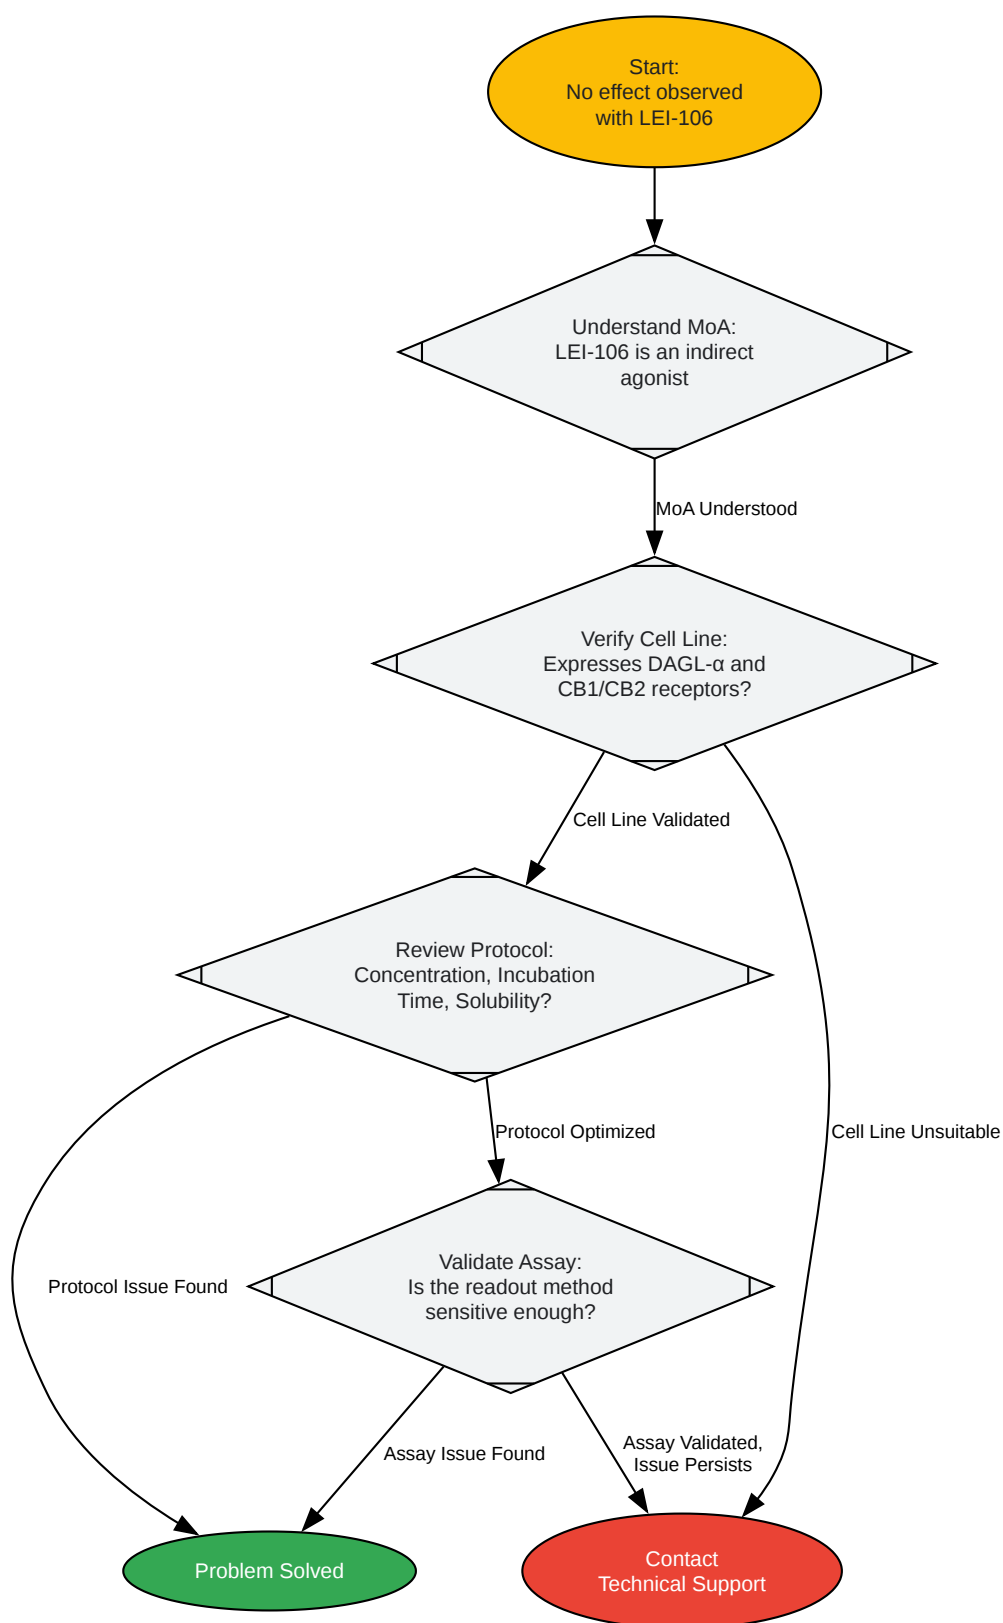 Start:
No effect observed
with LEI-106
Understand MoA:
LEI-106 is an indirect
agonist
MoA Understood
Verify Cell Line:
Expresses DAGL-α and
CB1/CB2 receptors?
Cell Line Validated
Review Protocol:
Concentration, Incubation
Time, Solubility?
Protocol Optimized
Cell Line Unsuitable
Validate Assay:
Is the readout method
sensitive enough?
Protocol Issue Found
Assay Issue Found
Assay Validated,
Issue Persists
Problem Solved
Contact
Technical Support